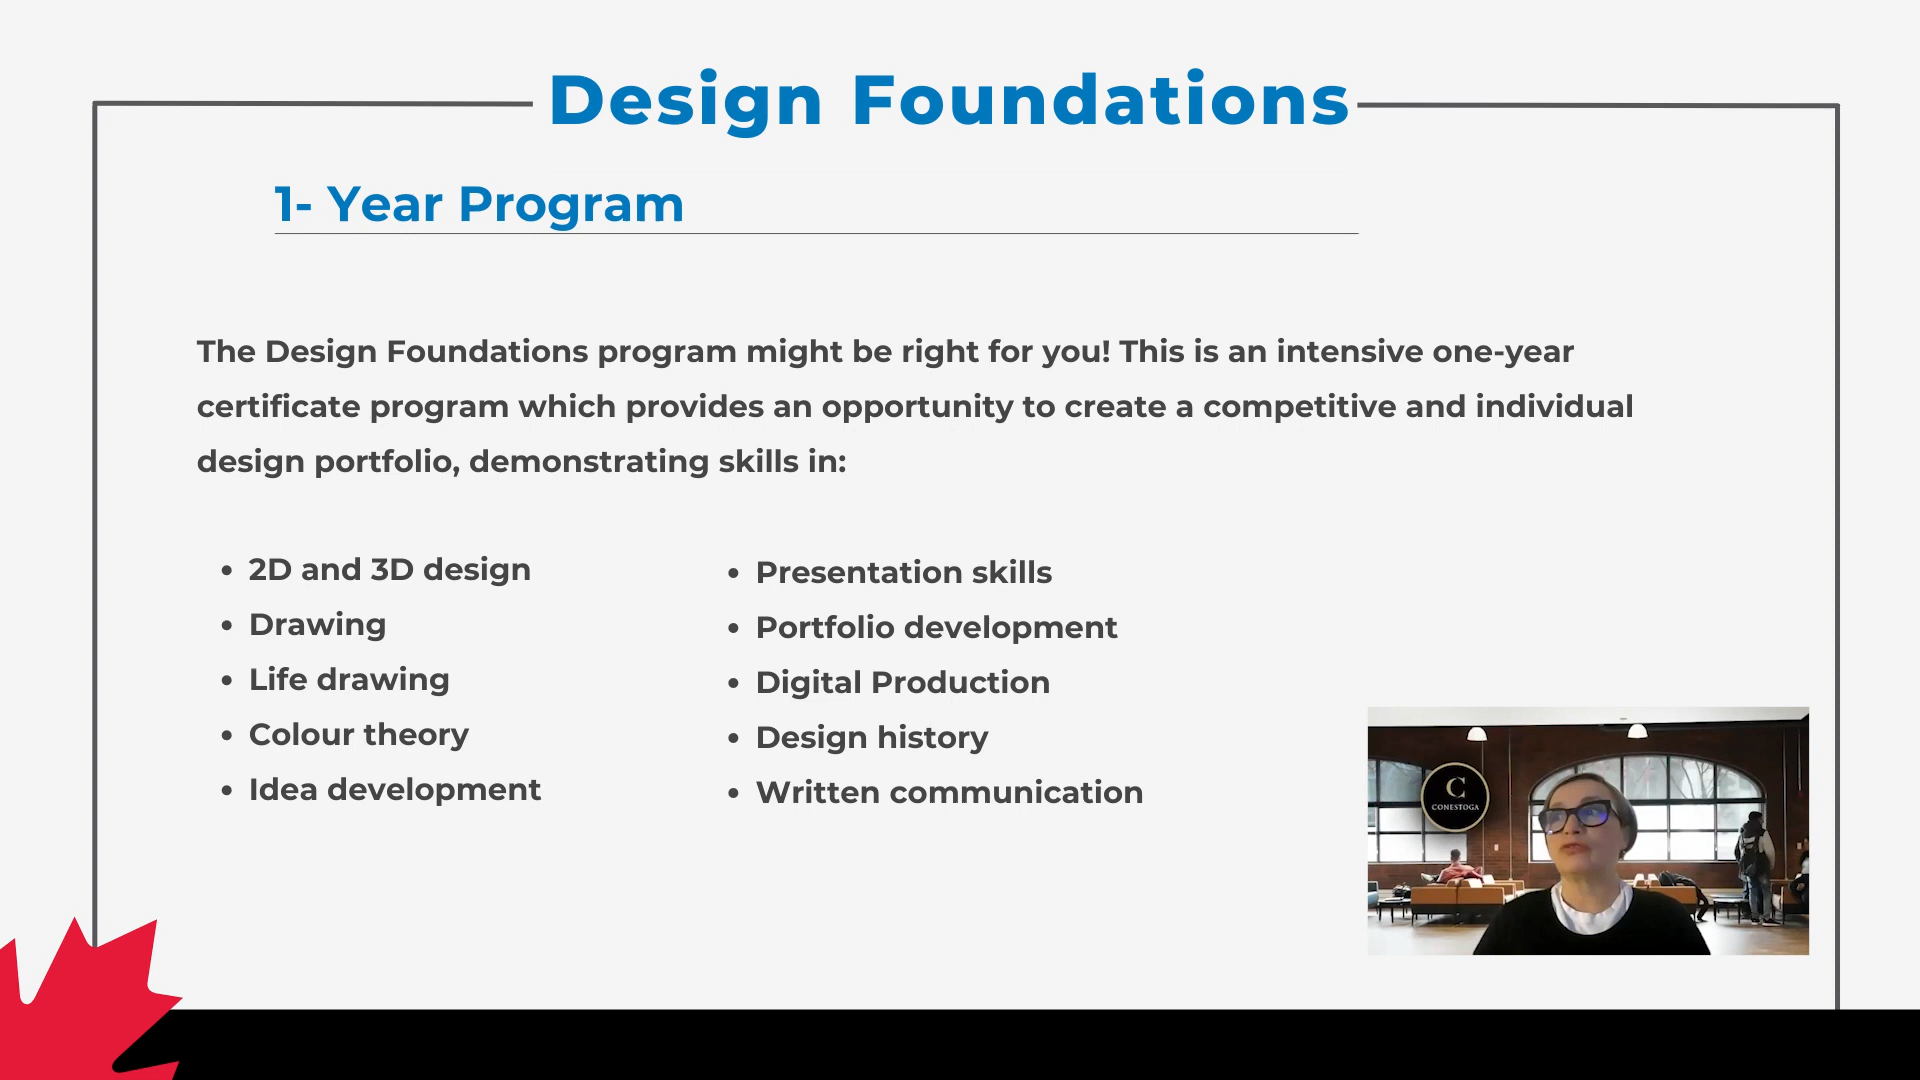 Design Foundations
1- Year Program
The Design Foundations program might be right for you! This is an intensive one-year
certificate program which provides an opportunity to create a competitive and individual
design portfolio, demonstrating skills in:
• 2D and 3D design
• Drawing
• Life drawing
• Colour theory
• Idea development
• Presentation skills
• Portfolio development
• Digital Production
• Design history
• Written communication
C
CONESTOGA